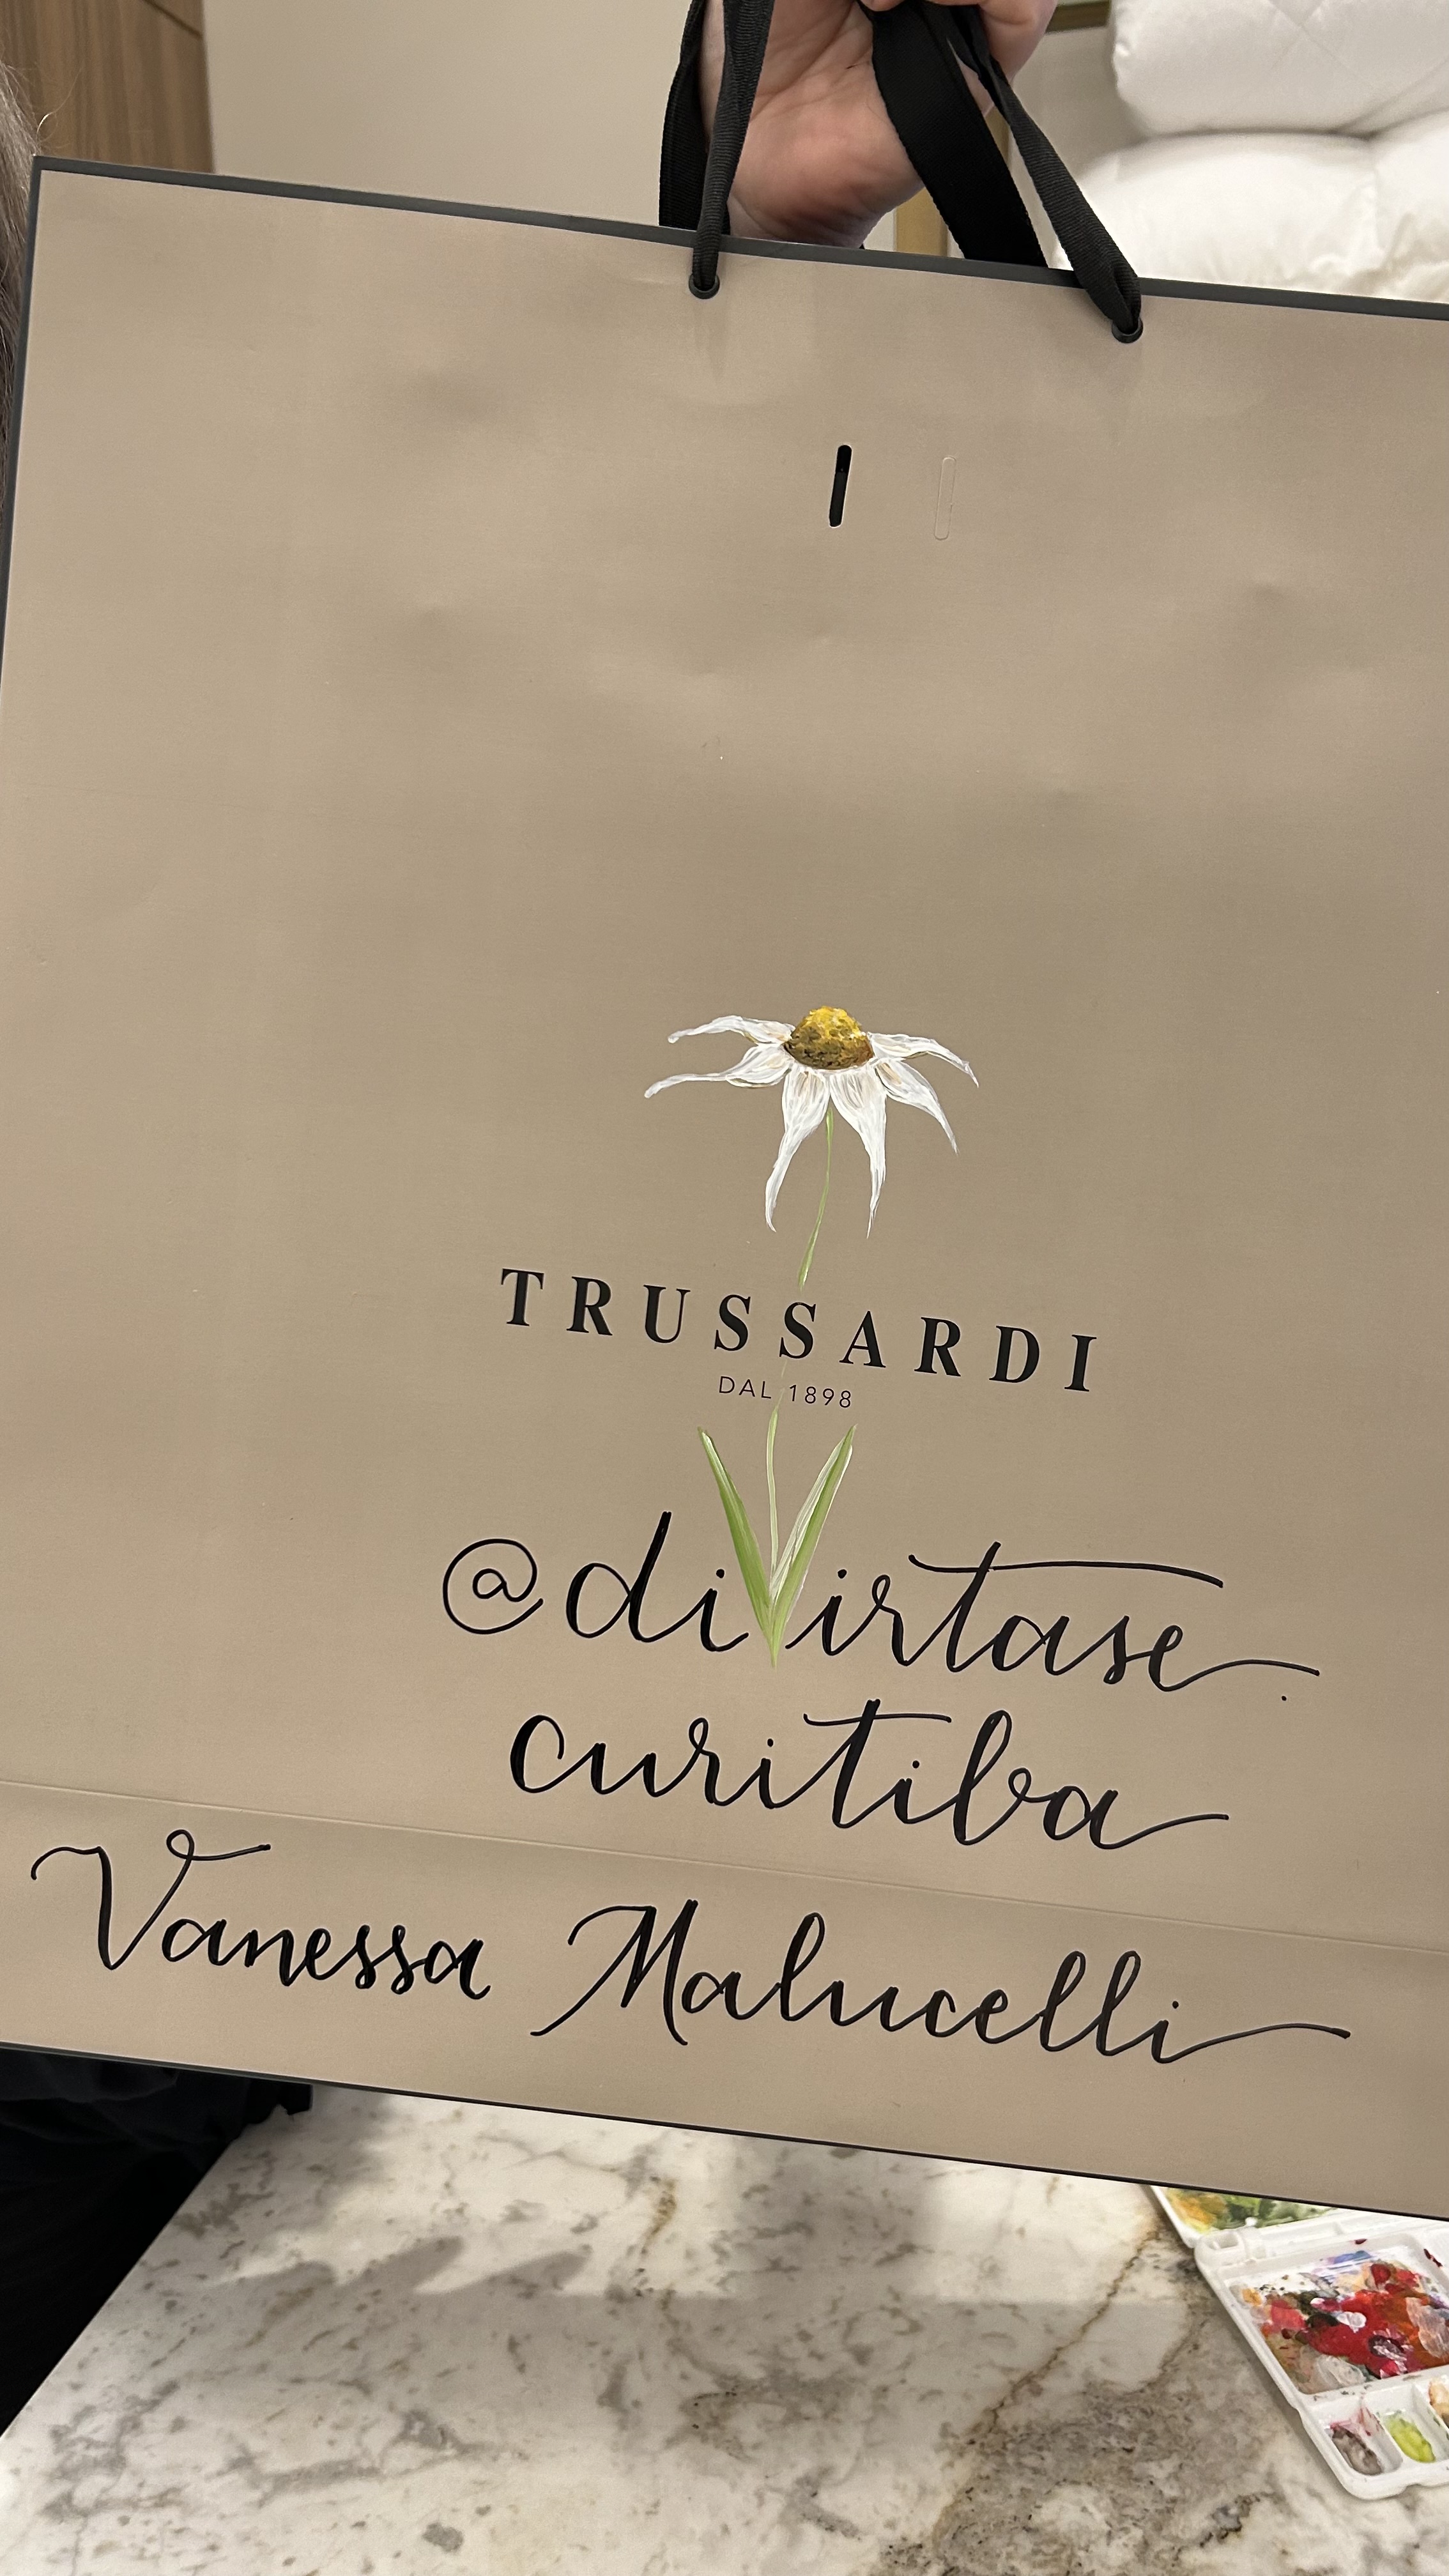 TRUSSARDI
DAL 1898
@diVirtase.
curitiba
Vanessa Malucelli